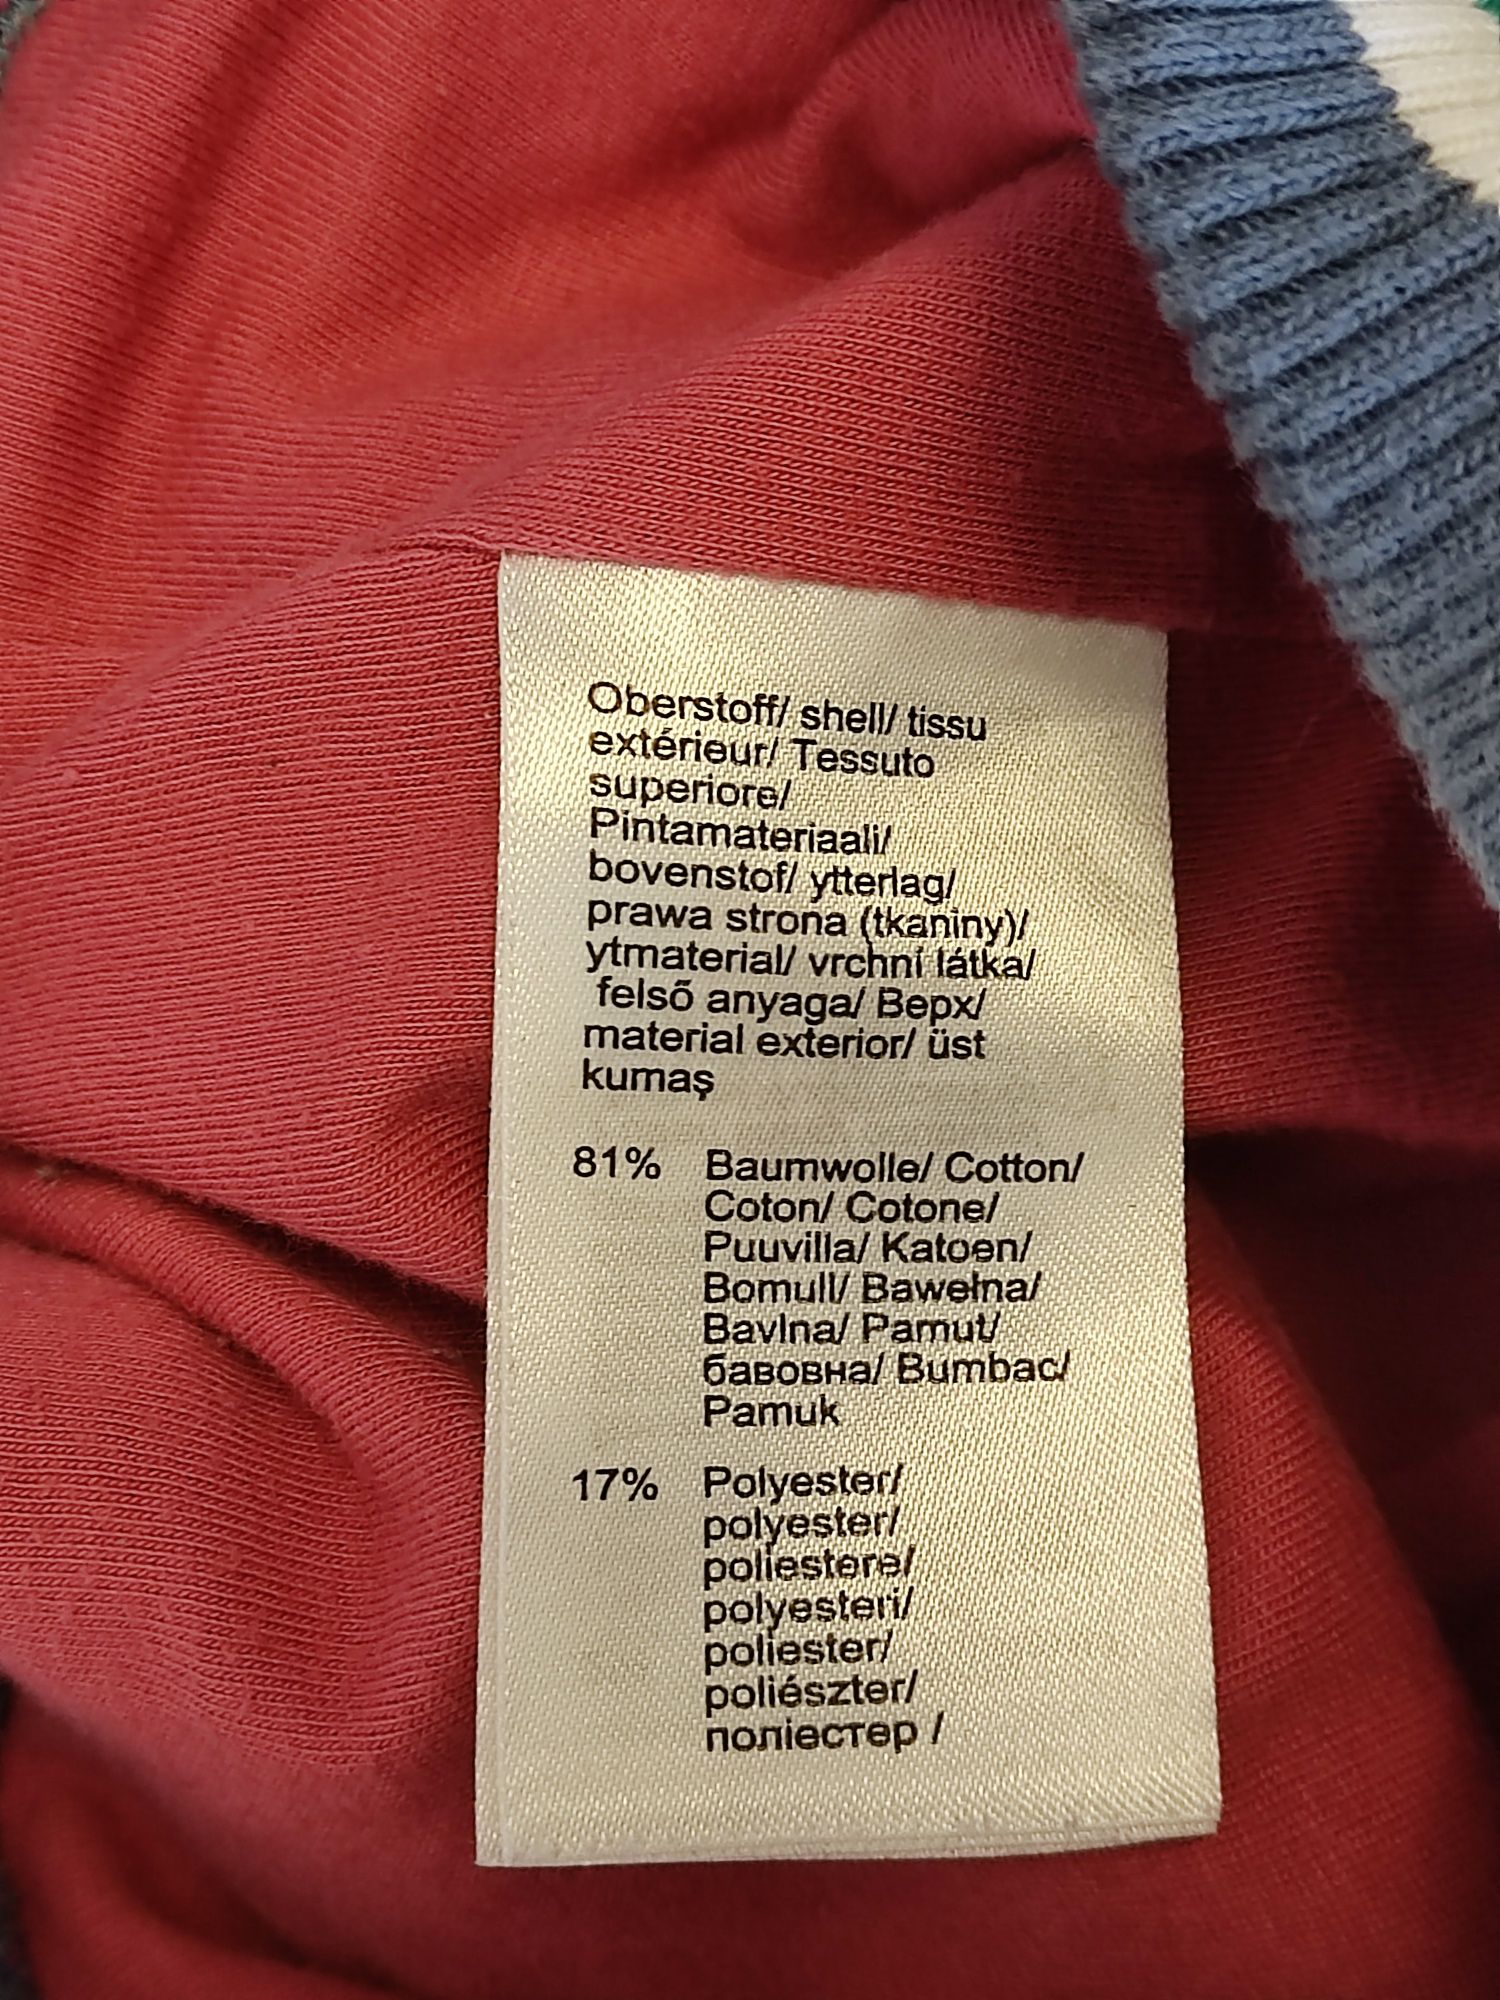 Oberstoff/ shell/ tissu
extérieur/ Tessuto
superiore/
Pintamateriaali/
bovenstof/ ytterlag/
prawa strona (tkaniny)/
ytmaterial/ vrchní látka/
felső anyaga/ Верх/
material exterior/ üst
kumaş
81% Baumwolle/ Cotton/
Coton/ Cotone/
Puuvilla/ Katoen/
Bomull/ Bawełna/
Bavlna/ Pamut/
бавовна/ Bumbac/
Pamuk
17% Polyester/
polyester/
poliestere/
polyesteri/
poliester/
poliészter/
поліестер /